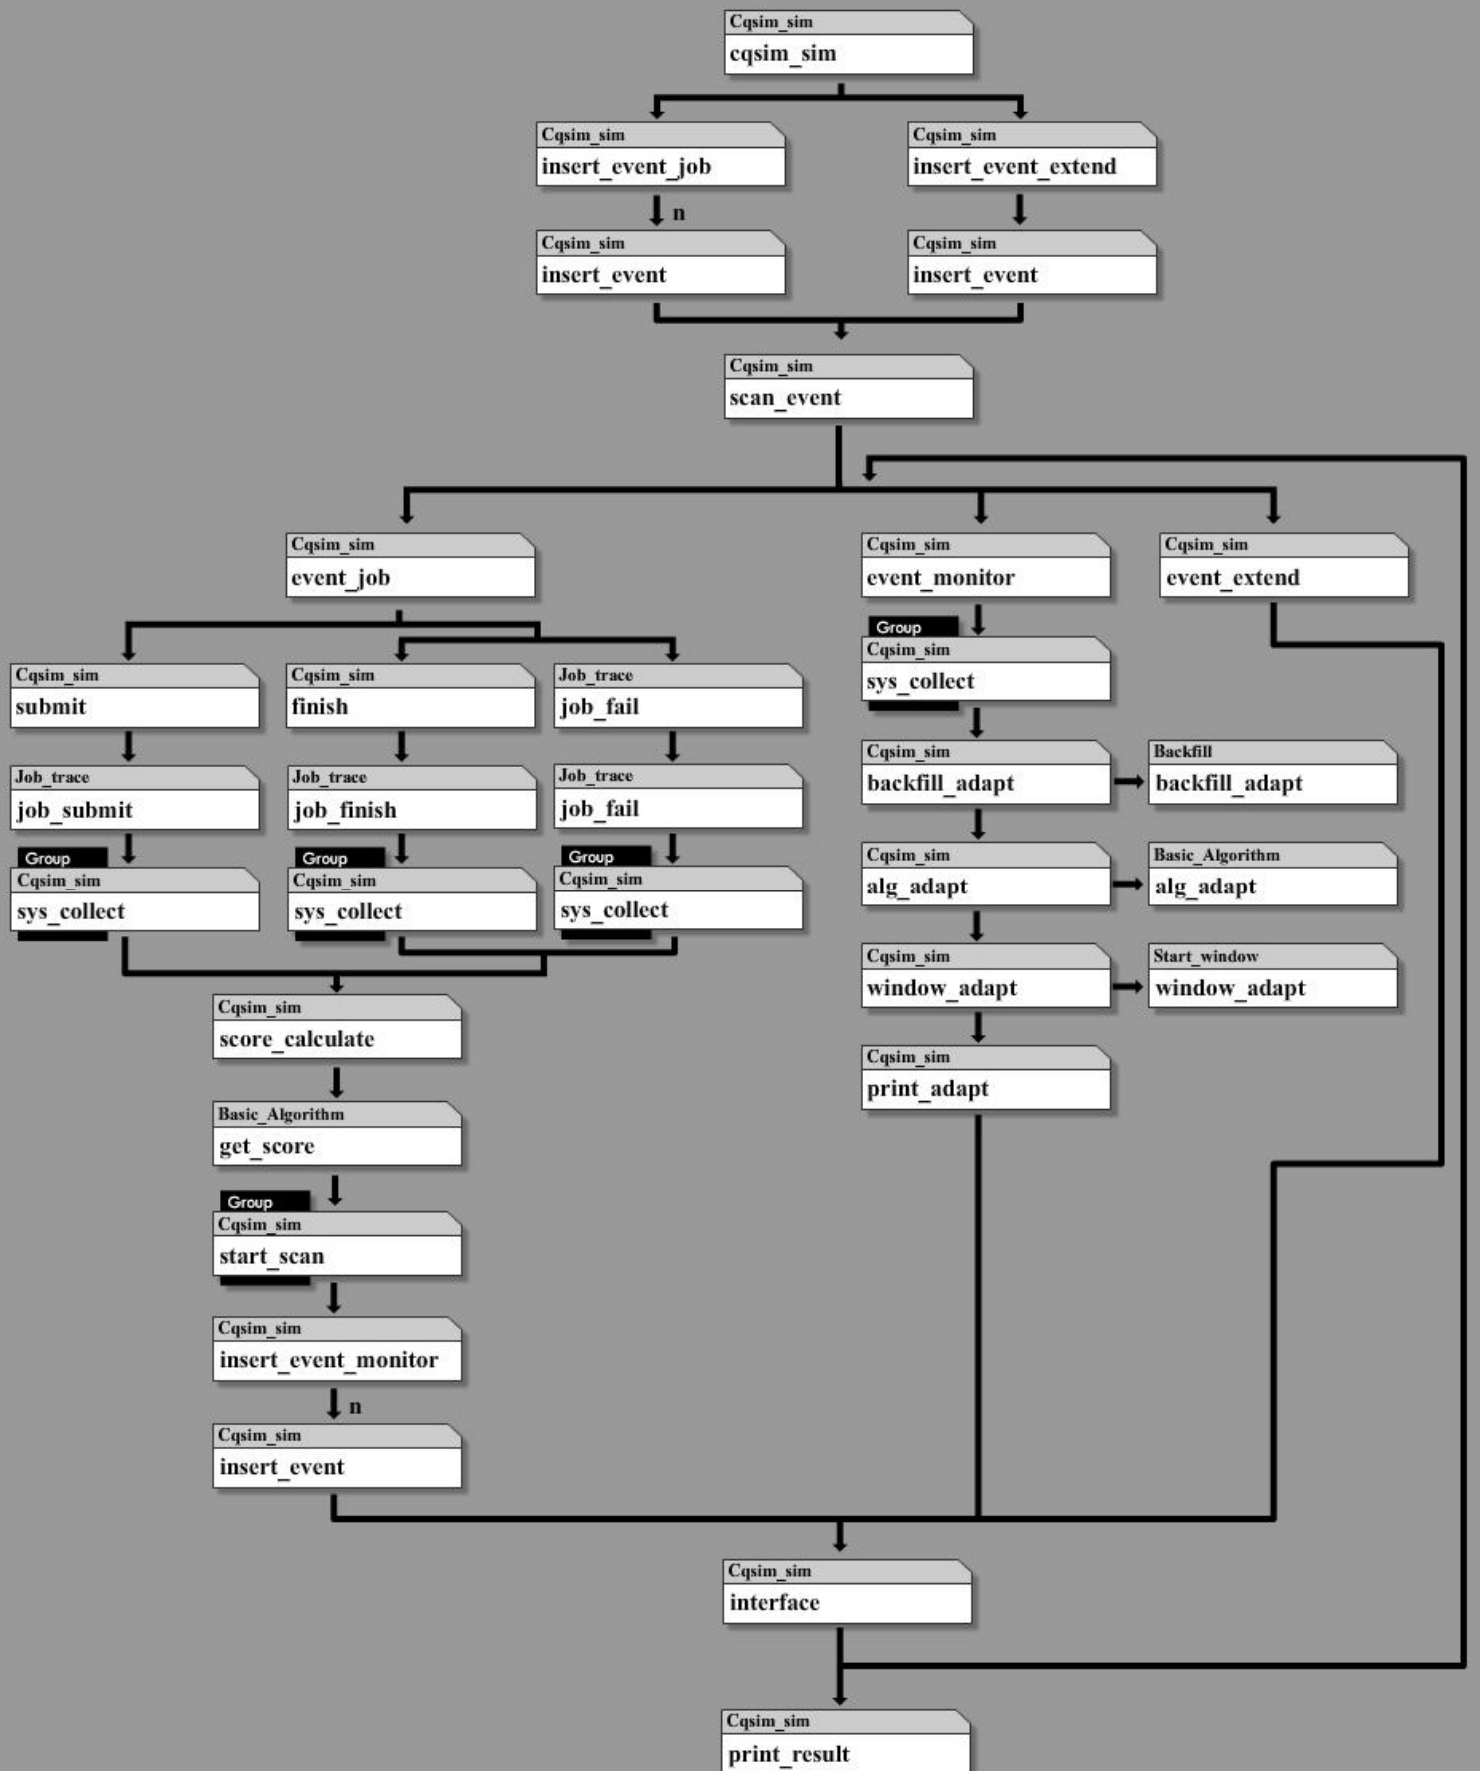 Cqsim_sim
cqsim_sim
Cqsim_sim
insert_event_job
Cqsim_sim
insert_event_extend
n
Cqsim_sim
insert_event
Cqsim_sim
insert_event
Cqsim_sim
scan_event
Cqsim_sim
event_job
Cqsim_sim
event_monitor
Cqsim_sim
event_extend
Group
Cqsim_sim
sys_collect
Cqsim_sim
submit
Cqsim_sim
finish
Job_trace
job_fail
Cqsim_sim
backfill_adapt
Backfill
backfill_adapt
Job_trace
job_submit
Job_trace
job_finish
Job_trace
job_fail
Cqsim_sim
alg_adapt
Basic_Algorithm
alg_adapt
Group
Cqsim_sim
sys_collect
Group
Cqsim_sim
sys_collect
Group
Cqsim_sim
sys_collect
Cqsim_sim
window_adapt
Start_window
window_adapt
Cqsim_sim
score_calculate
Cqsim_sim
print_adapt
Basic_Algorithm
get_score
Group
Cqsim_sim
start_scan
Cqsim_sim
insert_event_monitor
n
Cqsim_sim
insert_event
Cqsim_sim
interface
Cqsim_sim
print_result